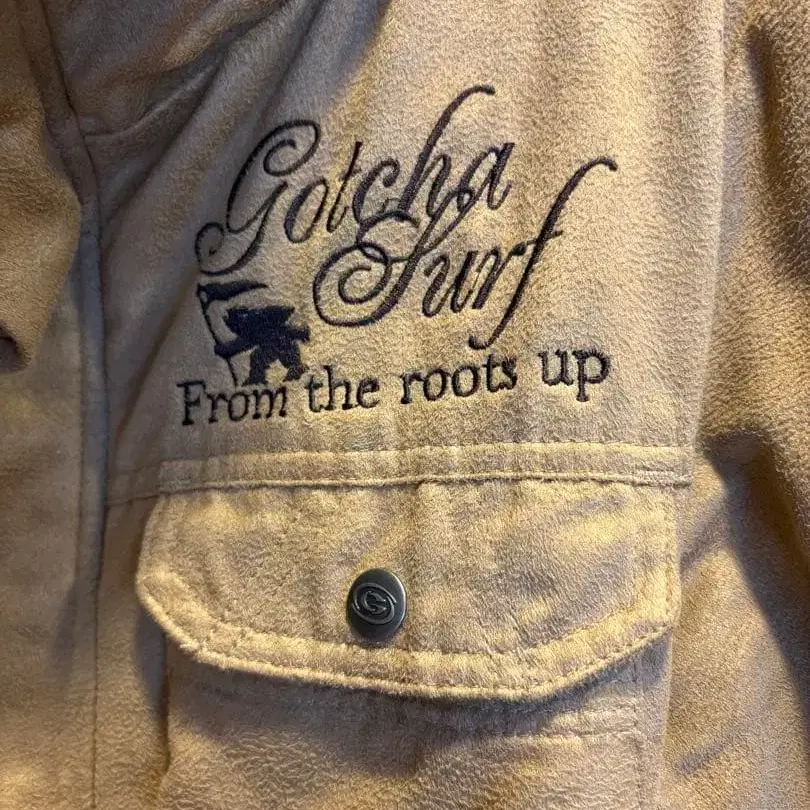 Gotcha
Surf
From the roots up
G